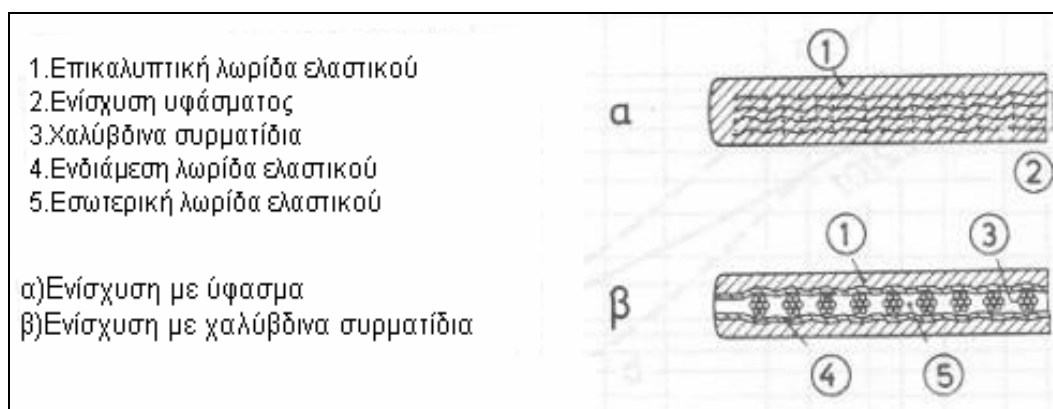 1.Επικαλυπτική λωρίδα ελαστικού
2.Ενίσχυση υφάσματος
3.Χαλύβδινα συρματίδια
4.Ενδιάμεση λωρίδα ελαστικού
5.Εσωτερική λωρίδα ελαστικού
α)Ενίσχυση με ύφασμα
β)Ενίσχυση με χαλύβδινα συρματίδια
1
α
2
1 3
β
4 5